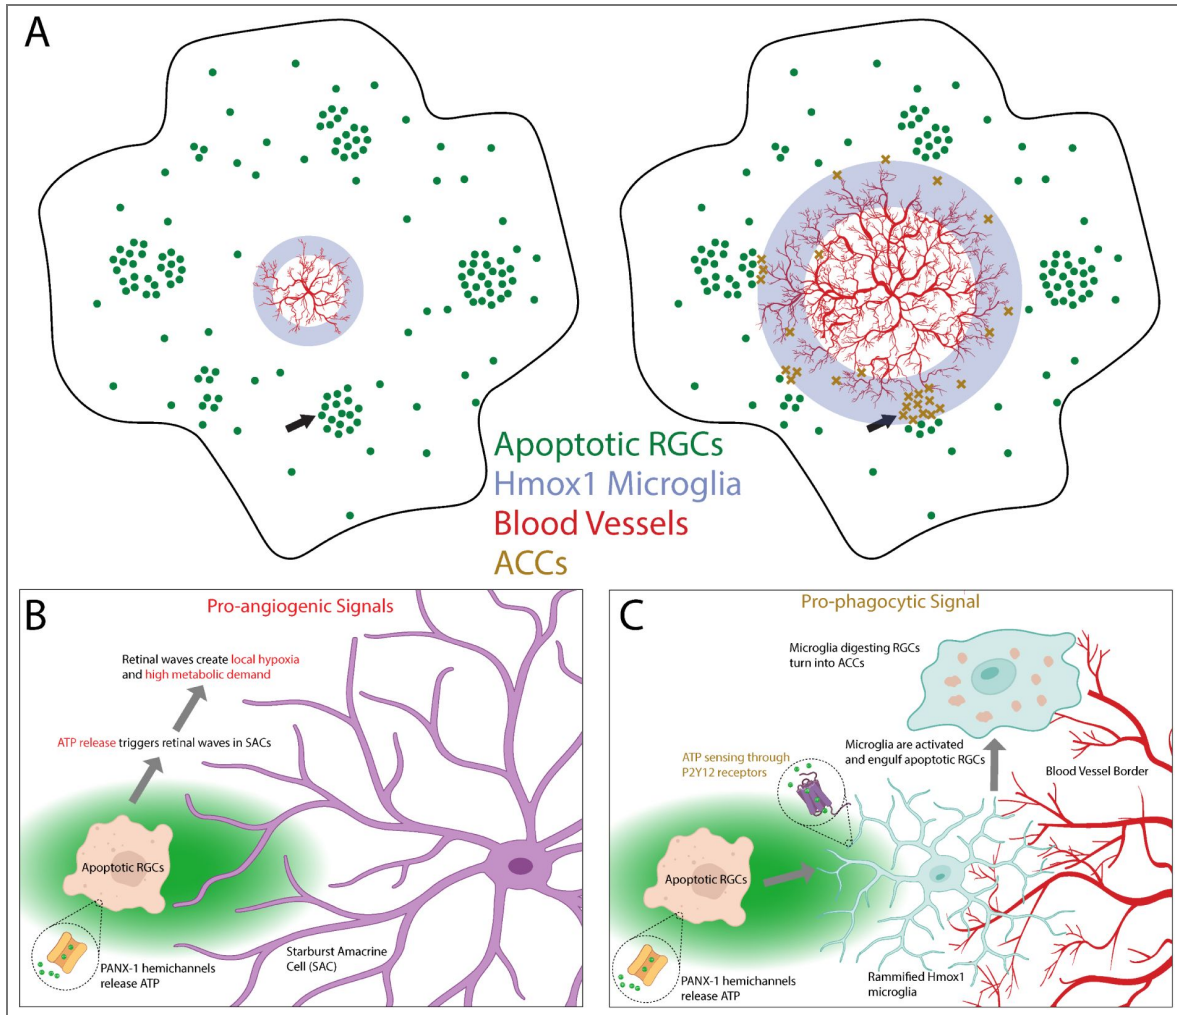 A
Apoptotic RGCs
Hmox1 Microglia
Blood Vessels
ACCs
B
Pro-angiogenic Signals
Retinal waves create local hypoxia
and high metabolic demand
ATP release triggers retinal waves in SACs
Apoptotic RGCs
Starburst Amacrine
Cell (SAC)
PANX-1 hemichannels
release ATP
C
Pro-phagocytic Signal
Microglia digesting RGCs
turn into ACCs
ATP sensing through
P2Y12 receptors
Microglia are activated
and engulf apoptotic RGCs
Blood Vessel Border
Apoptotic RGCs
PANX-1 hemichannels
release ATP
Rammified Hmox1
microglia